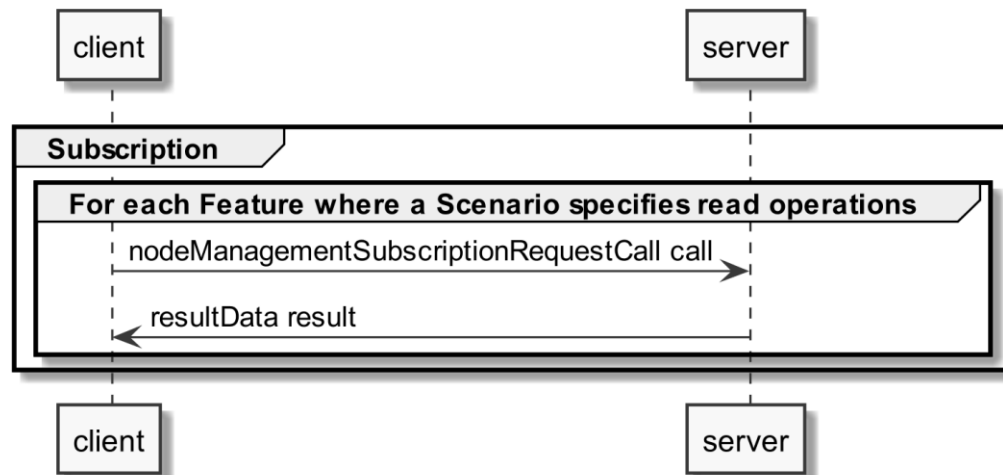 client
server
Subscription
For each Feature where a Scenario specifies read operations
nodeManagementSubscriptionRequestCall call
resultData result
client
server